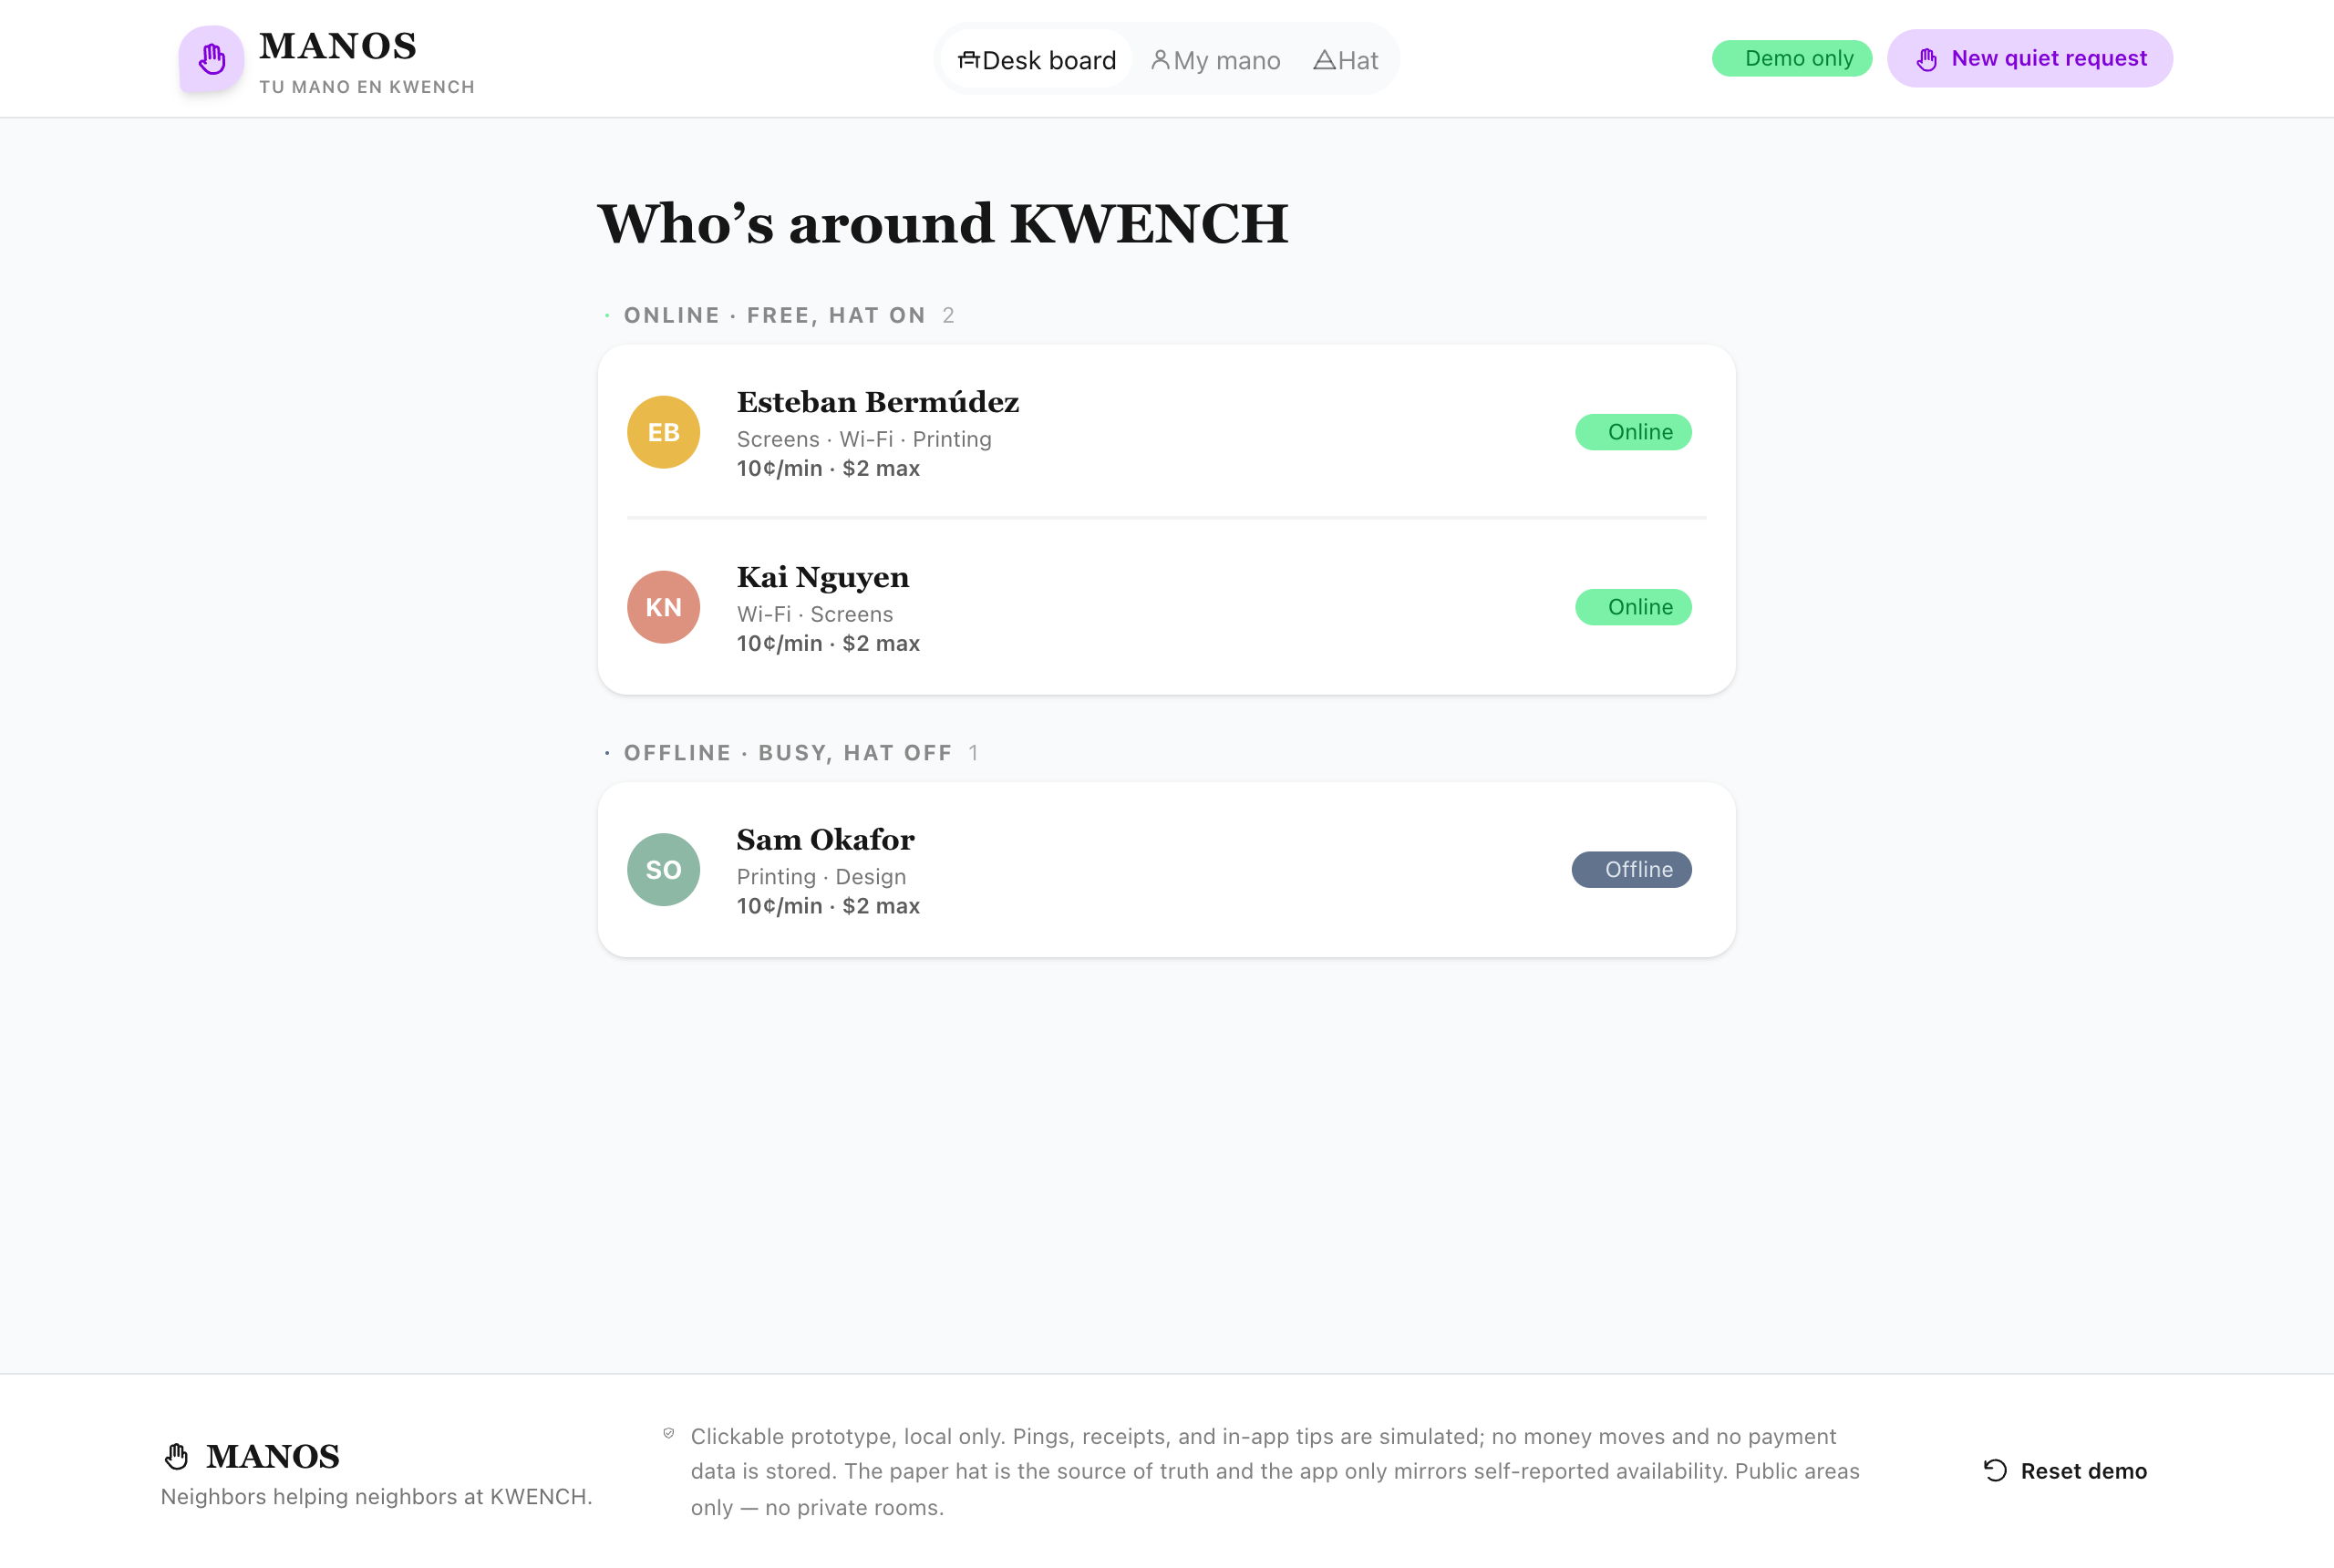 MANOS
TU MANO EN KWENCH
Desk board
My mano
Hat
Demo only
New quiet request
Who’s around KWENCH
ONLINE · FREE, HAT ON 2
EB
Esteban Bermúdez
Screens · Wi-Fi · Printing
10¢/min · $2 max
Online
KN
Kai Nguyen
Wi-Fi · Screens
10¢/min · $2 max
Online
OFFLINE · BUSY, HAT OFF 1
SO
Sam Okafor
Printing · Design
10¢/min · $2 max
Offline
MANOS
Neighbors helping neighbors at KWENCH.
Clickable prototype, local only. Pings, receipts, and in-app tips are simulated; no money moves and no payment
data is stored. The paper hat is the source of truth and the app only mirrors self-reported availability. Public areas
only — no private rooms.
Reset demo